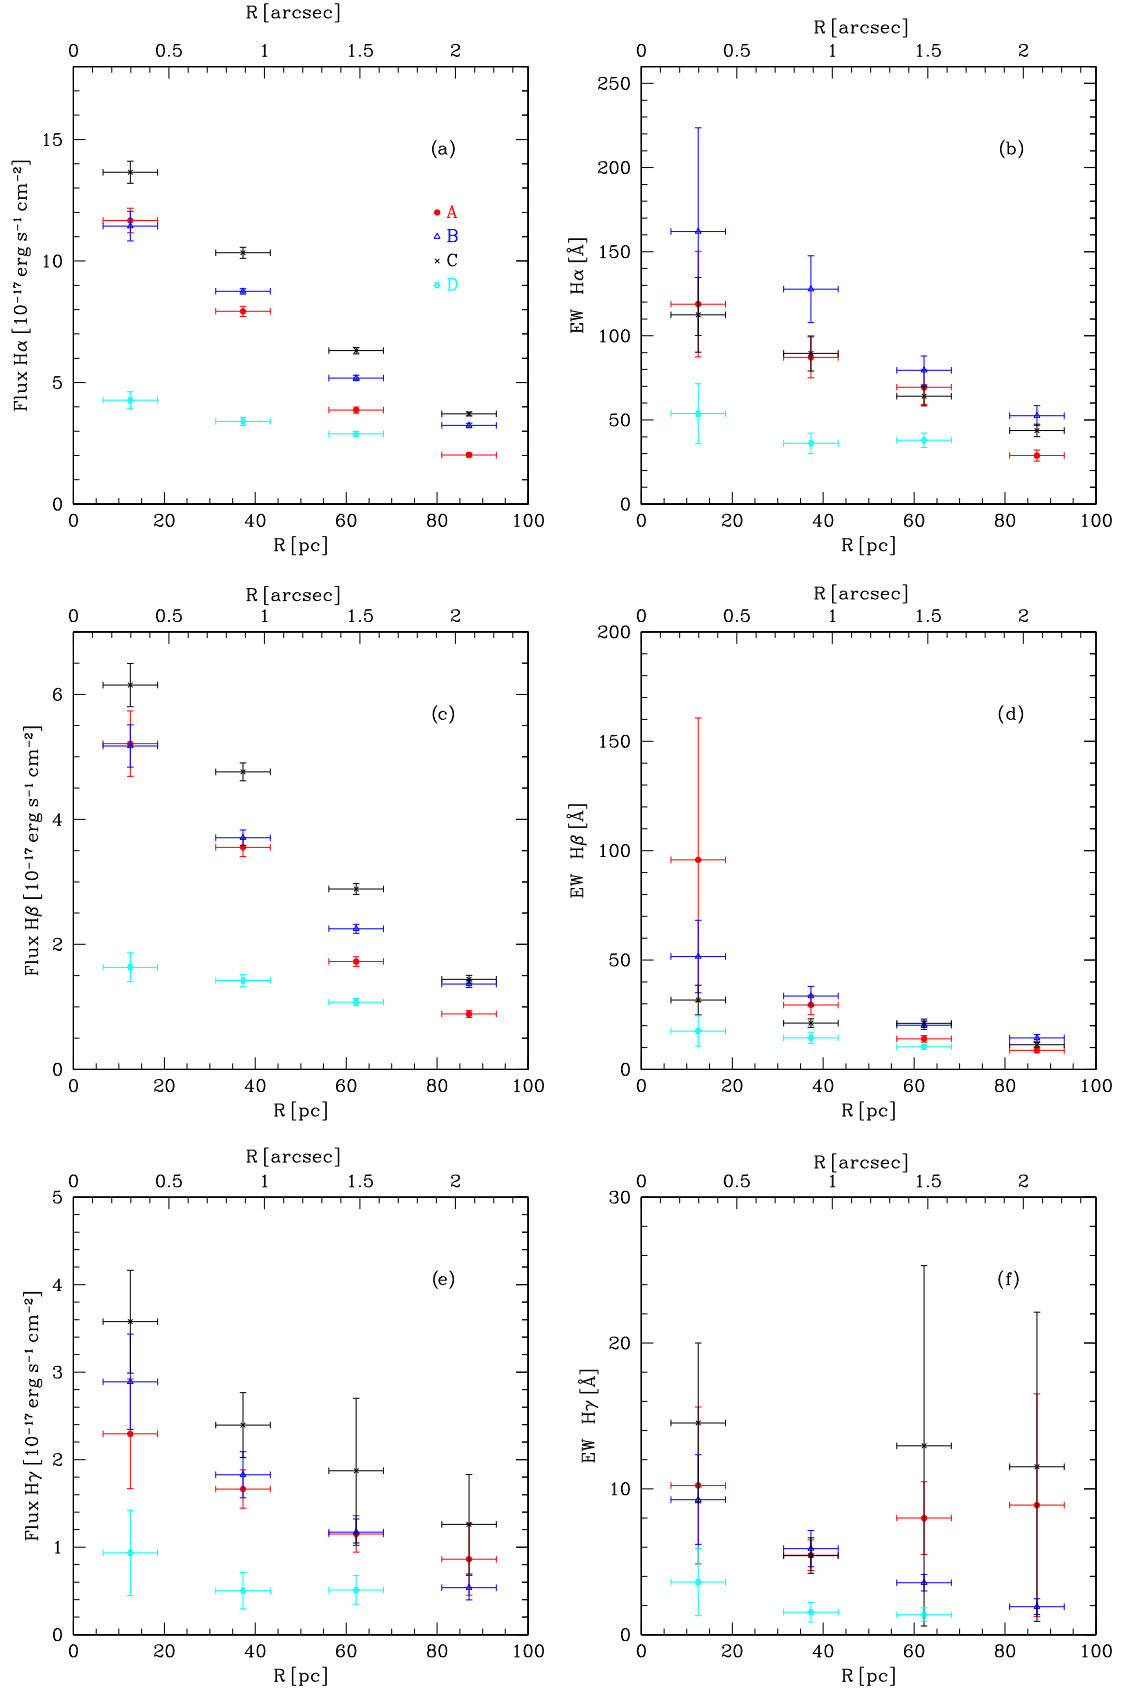 R [arcsec]
0 0.5 1 1.5 2
Flux Hα [10⁻¹⁷ erg s⁻¹ cm⁻²]
15
10
5
0
(a)
A
B
C
D
0 20 40 60 80 100
R [pc]
R [arcsec]
0 0.5 1 1.5 2
EW Hα [Å]
250
200
150
100
50
0
(b)
0 20 40 60 80 100
R [pc]
R [arcsec]
0 0.5 1 1.5 2
Flux Hβ [10⁻¹⁷ erg s⁻¹ cm⁻²]
6
4
2
0
(c)
0 20 40 60 80 100
R [pc]
R [arcsec]
0 0.5 1 1.5 2
EW Hβ [Å]
200
150
100
50
0
(d)
0 20 40 60 80 100
R [pc]
R [arcsec]
0 0.5 1 1.5 2
Flux Hγ [10⁻¹⁷ erg s⁻¹ cm⁻²]
5
4
3
2
1
0
(e)
0 20 40 60 80 100
R [pc]
R [arcsec]
0 0.5 1 1.5 2
EW Hγ [Å]
30
20
10
0
(f)
0 20 40 60 80 100
R [pc]